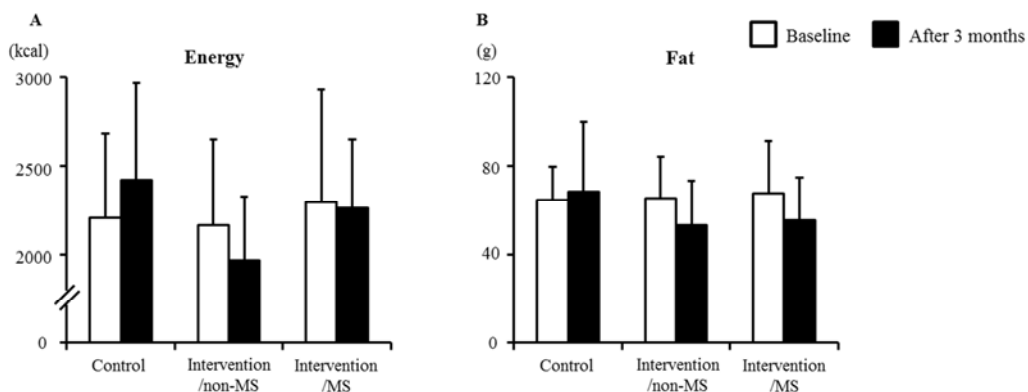 A
(kcal)
Energy
3000
2500
2000
0
Control
Intervention
/non-MS
Intervention
/MS
B
(g)
Fat
Baseline
After 3 months
120
80
40
0
Control
Intervention
/non-MS
Intervention
/MS